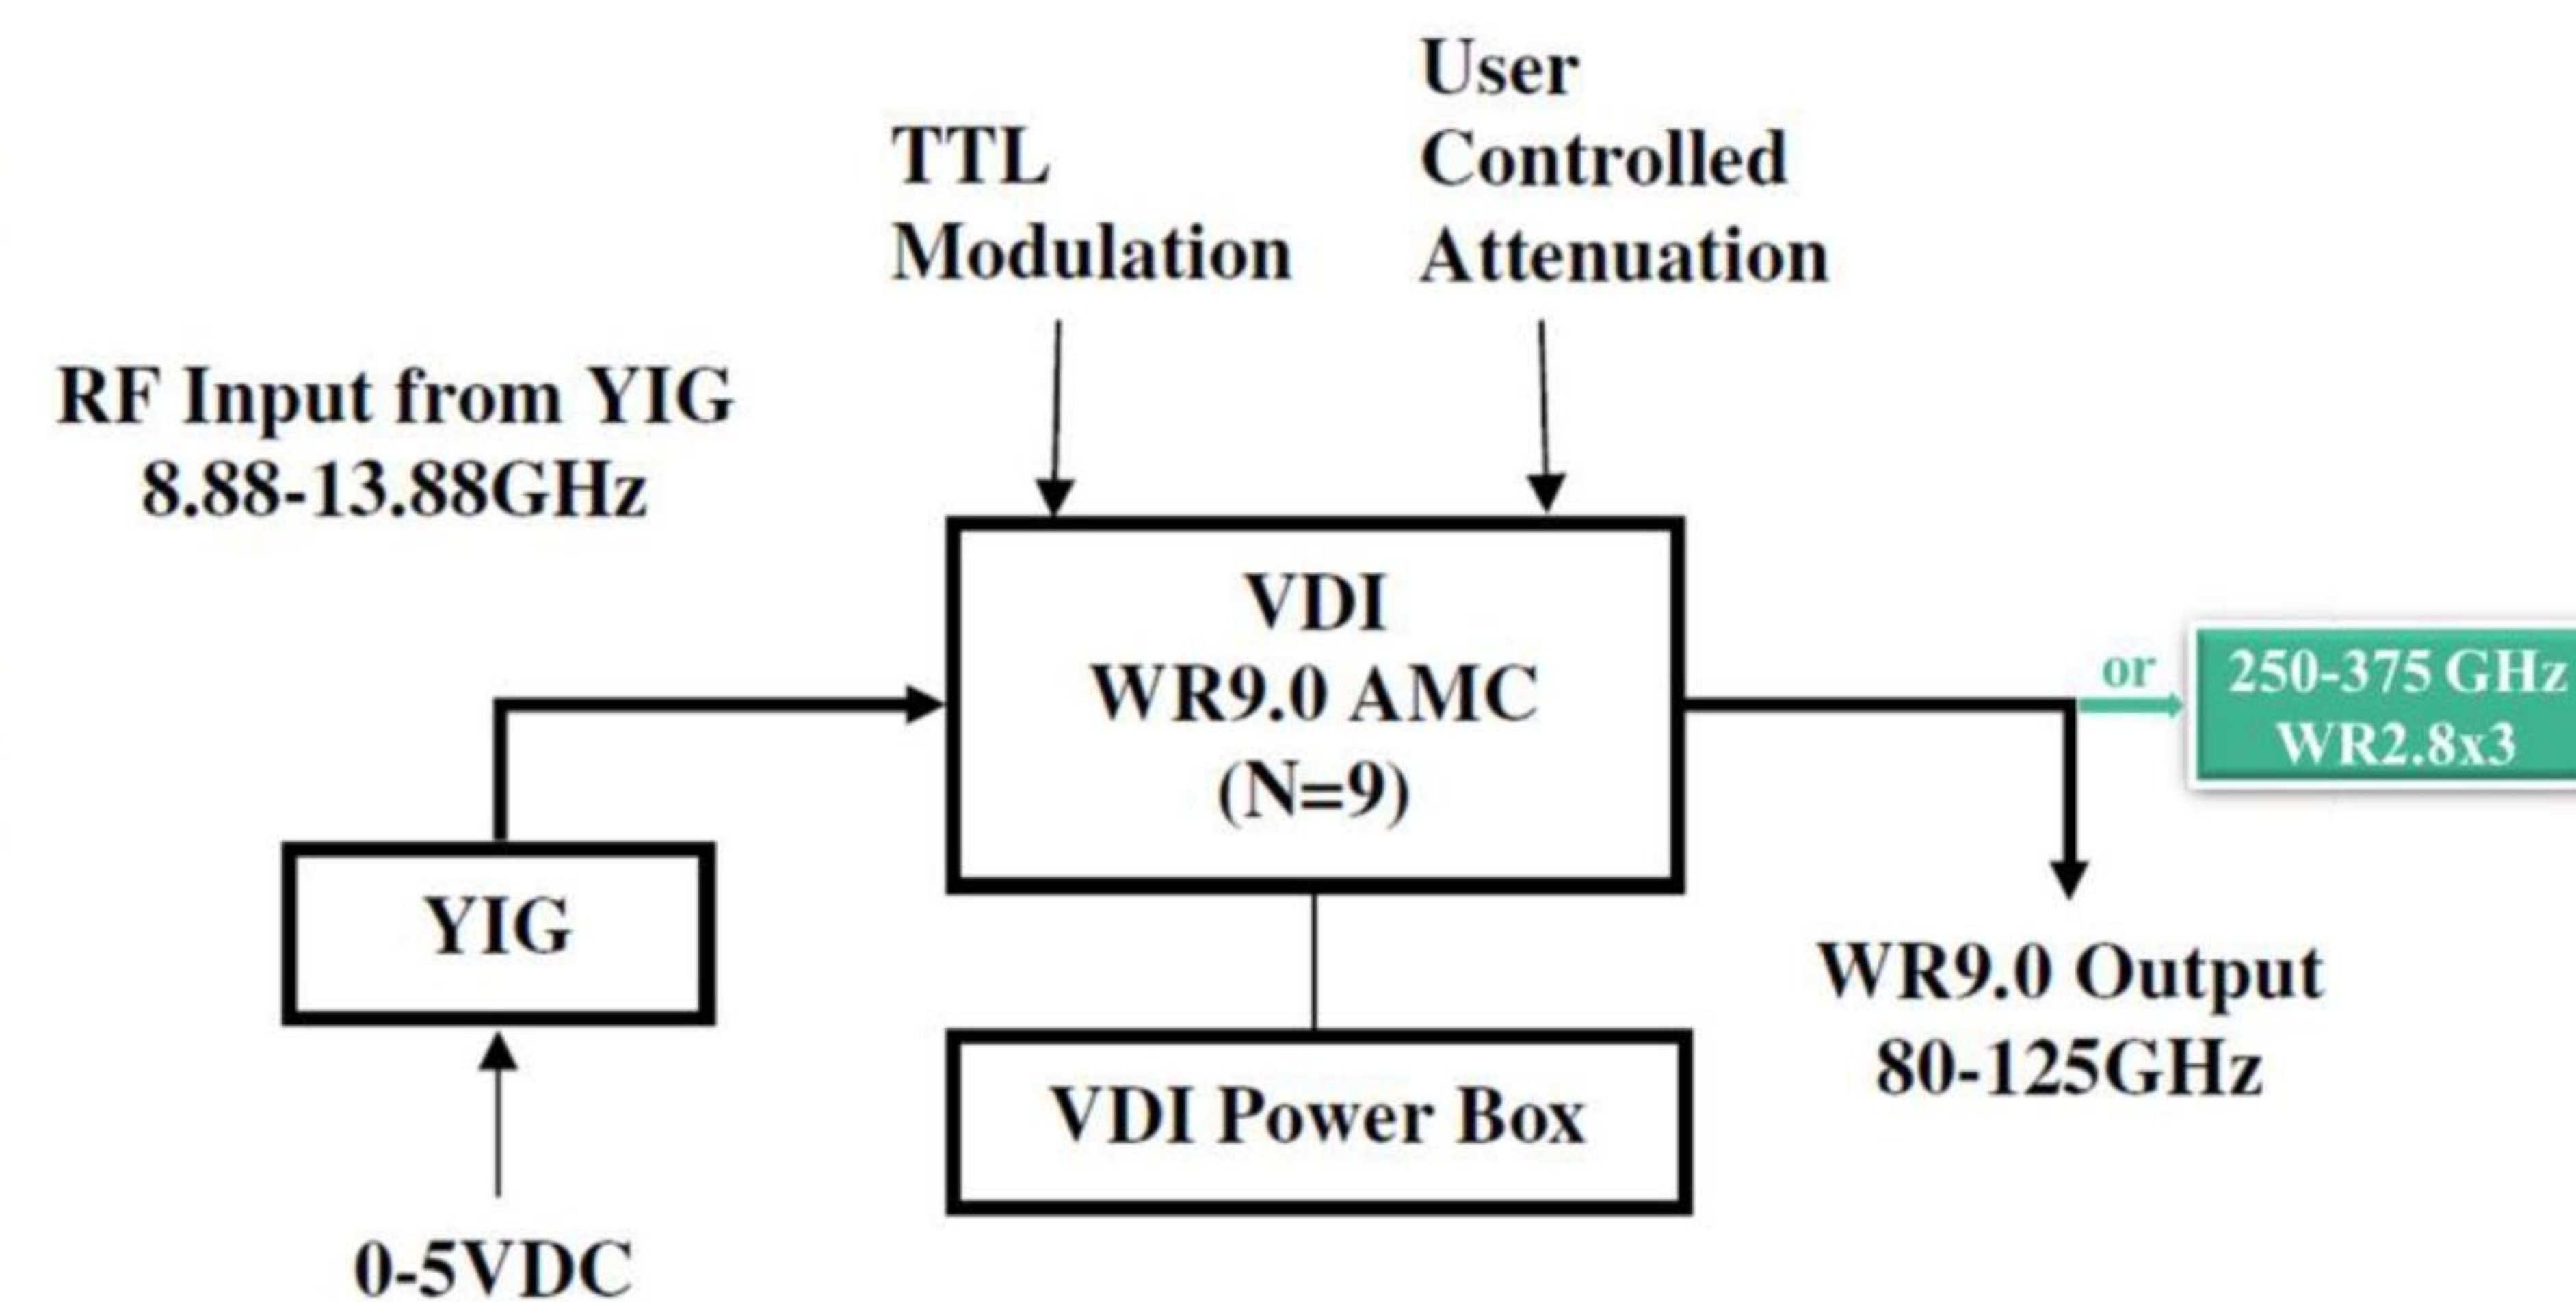 User
Controlled
Attenuation
TTL
Modulation
RF Input from YIG
8.88-13.88GHz
VDI
WR9.0 AMC
(N=9)
or
250-375 GHz
WR2.8x3
YIG
WR9.0 Output
80-125GHz
VDI Power Box
0-5VDC